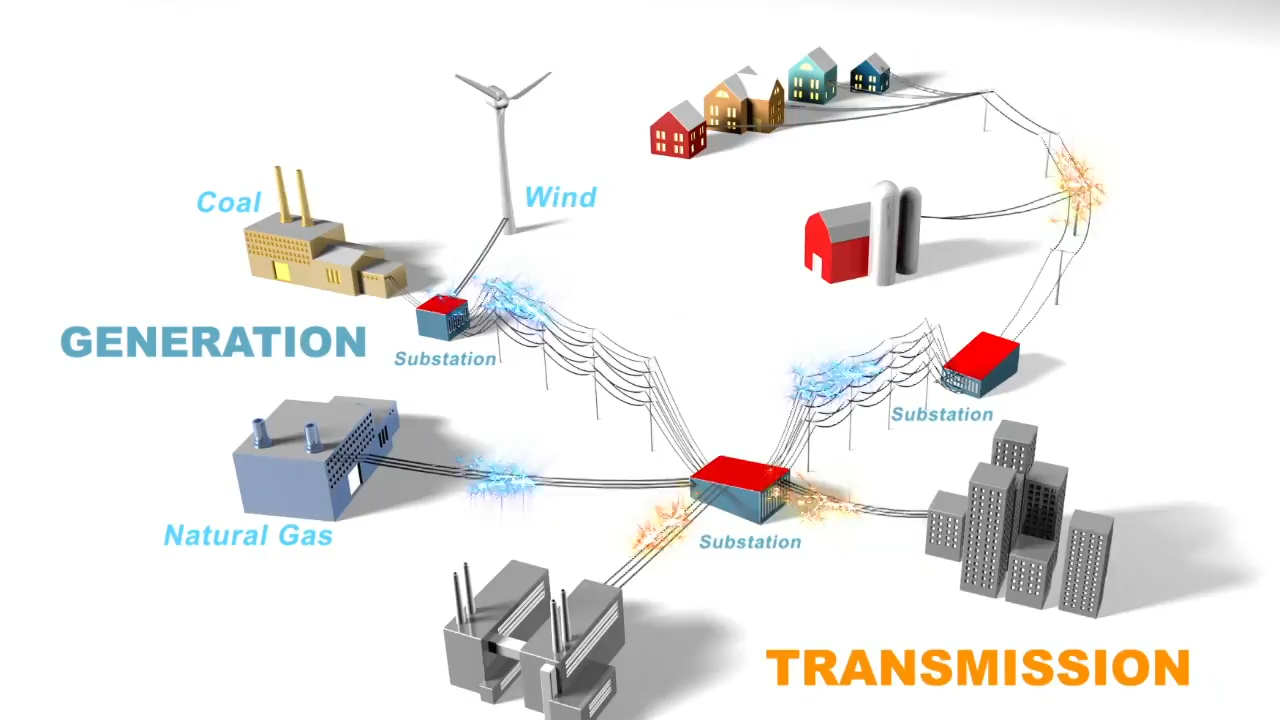 Coal
Wind
GENERATION
Substation
Substation
Natural Gas
Substation
TRANSMISSION